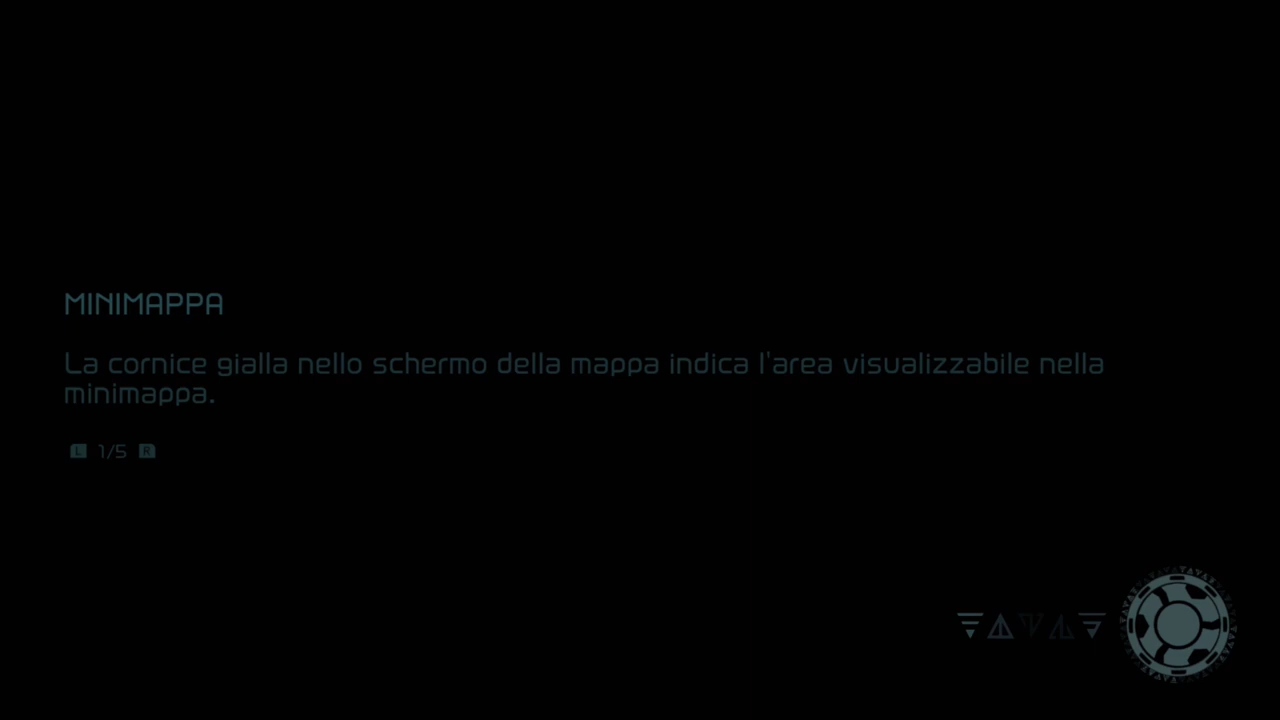 MINIMAPPA
La cornice gialla nello schermo della mappa indica l'area visualizzabile nella
minimappa.
L 1/5 R